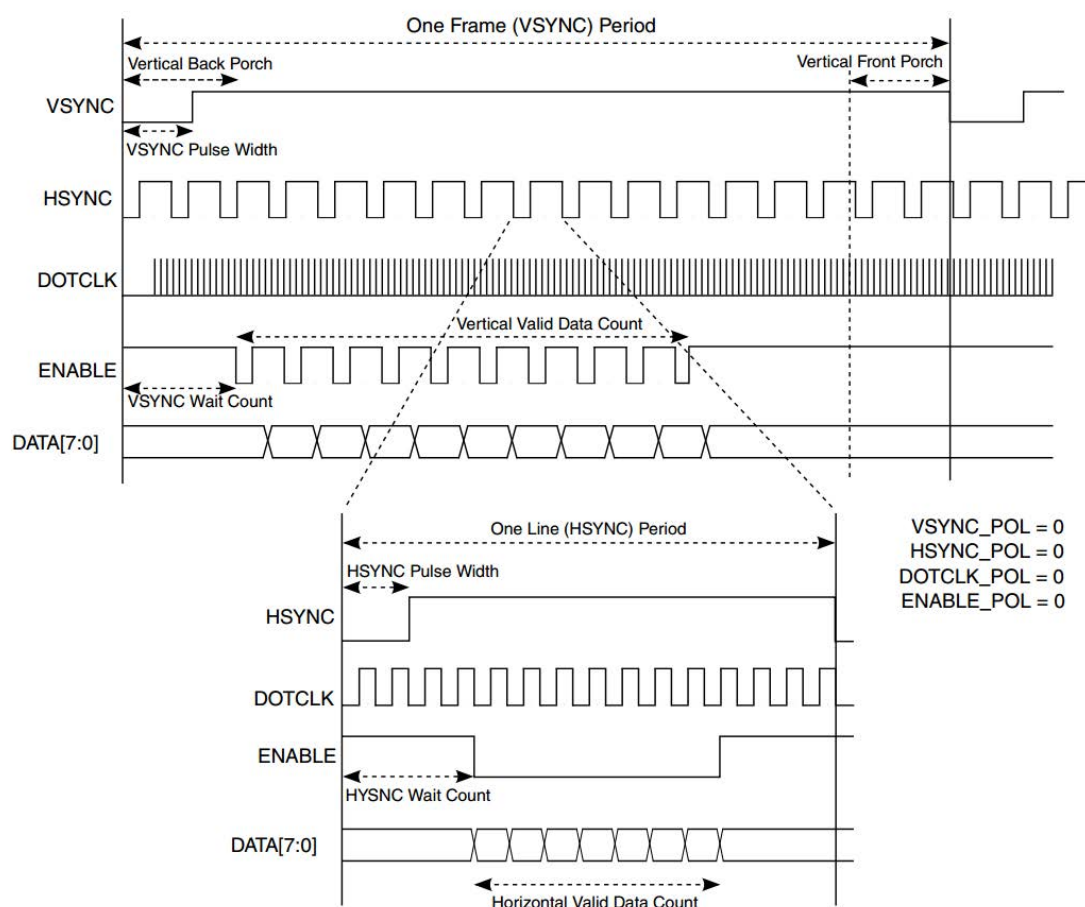 One Frame (VSYNC) Period
Vertical Back Porch
Vertical Front Porch
VSYNC
VSYNC Pulse Width
HSYNC
DOTCLK
Vertical Valid Data Count
ENABLE
VSYNC Wait Count
DATA[7:0]
One Line (HSYNC) Period
VSYNC_POL = 0
HSYNC_POL = 0
DOTCLK_POL = 0
ENABLE_POL = 0
HSYNC Pulse Width
HSYNC
DOTCLK
ENABLE
HYSNC Wait Count
DATA[7:0]
Horizontal Valid Data Count